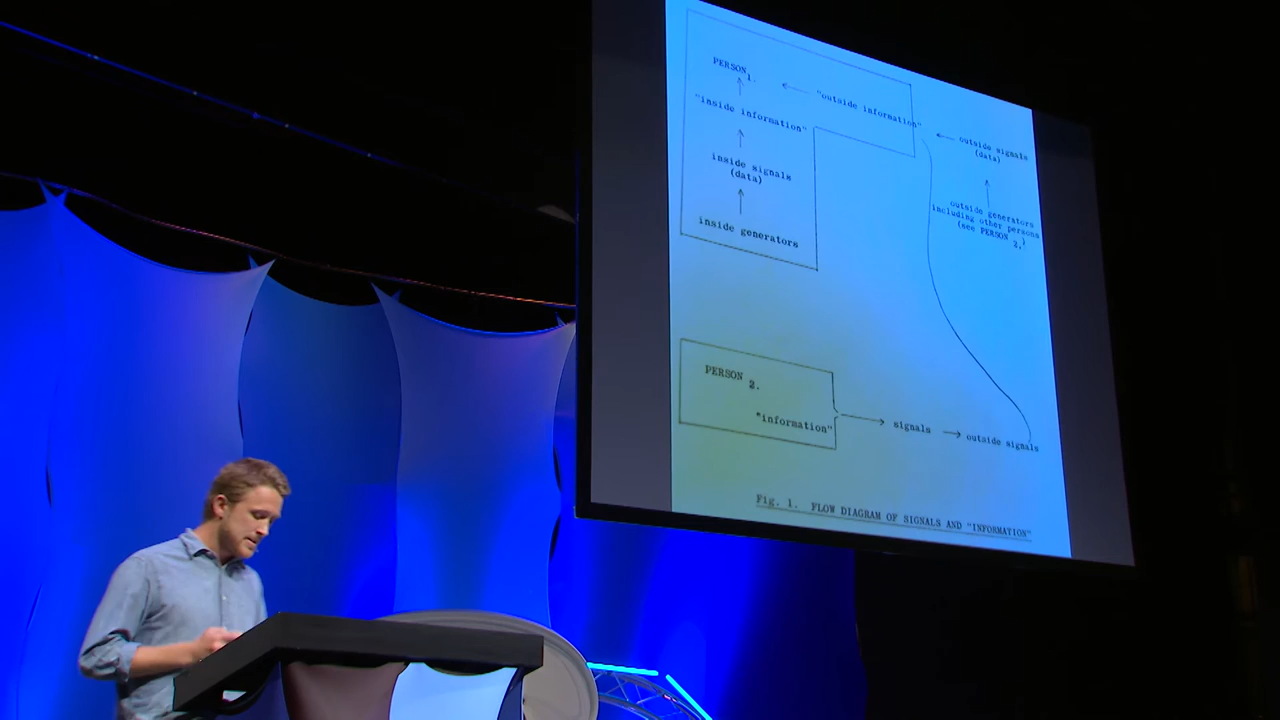 PERSON 1.
"outside information"
"inside information"
outside signals
(data)
inside signals
(data)
outside generators
including other persons
(see PERSON 2.)
inside generators
PERSON 2.
"information"
signals
outside signals
Fig. 1. FLOW DIAGRAM OF SIGNALS AND "INFORMATION"